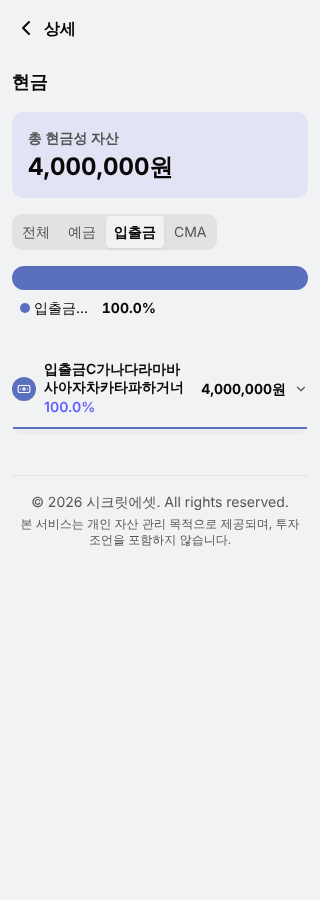 상세
현금
총 현금성 자산
4,000,000원
전체 예금 입출금 CMA
입출금... 100.0%
입출금C가나다라마바
사아자차카타파하거너
4,000,000원
100.0%
© 2026 시크릿에셋. All rights reserved.
본 서비스는 개인 자산 관리 목적으로 제공되며, 투자
조언을 포함하지 않습니다.